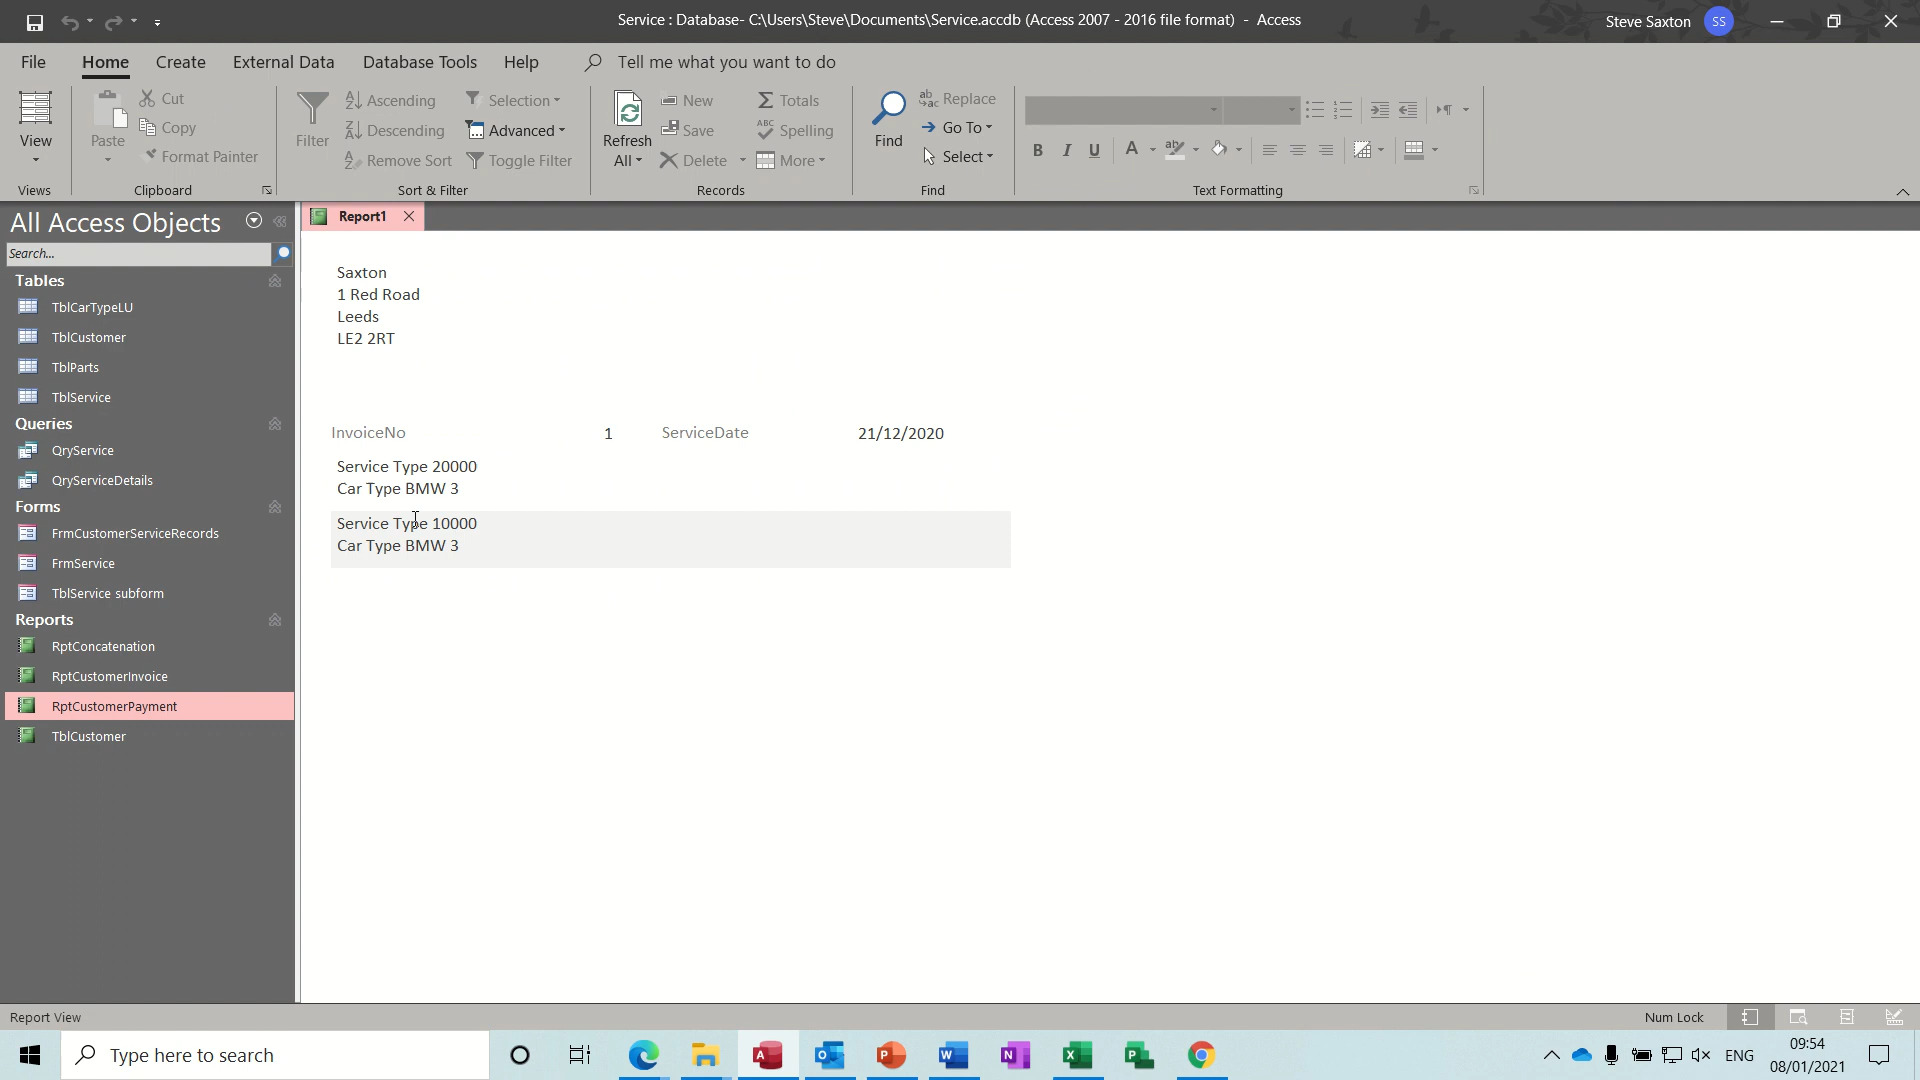 Service : Database- C:\Users\Steve\Documents\Service.accdb (Access 2007 - 2016 file format) - Access
Steve Saxton
SS
File Home Create External Data Database Tools Help Tell me what you want to do
View
Views
Paste
Cut
Copy
Format Painter
Clipboard
Filter
Ascending
Descending
Remove Sort
Selection
Advanced
Toggle Filter
Sort & Filter
Refresh
All
New
Save
Delete
Totals
Spelling
More
Records
Find
Replace
Go To
Select
Find
B I U A
Text Formatting
All Access Objects
Search...
Tables
TblCarTypeLU
TblCustomer
TblParts
TblService
Queries
QryService
QryServiceDetails
Forms
FrmCustomerServiceRecords
FrmService
TblService subform
Reports
RptConcatenation
RptCustomerInvoice
RptCustomerPayment
TblCustomer
Report1
Saxton
1 Red Road
Leeds
LE2 2RT
InvoiceNo 1 ServiceDate 21/12/2020
Service Type 20000
Car Type BMW 3
Service Type 10000
Car Type BMW 3
Report View
Num Lock
Type here to search
ENG
09:54
08/01/2021